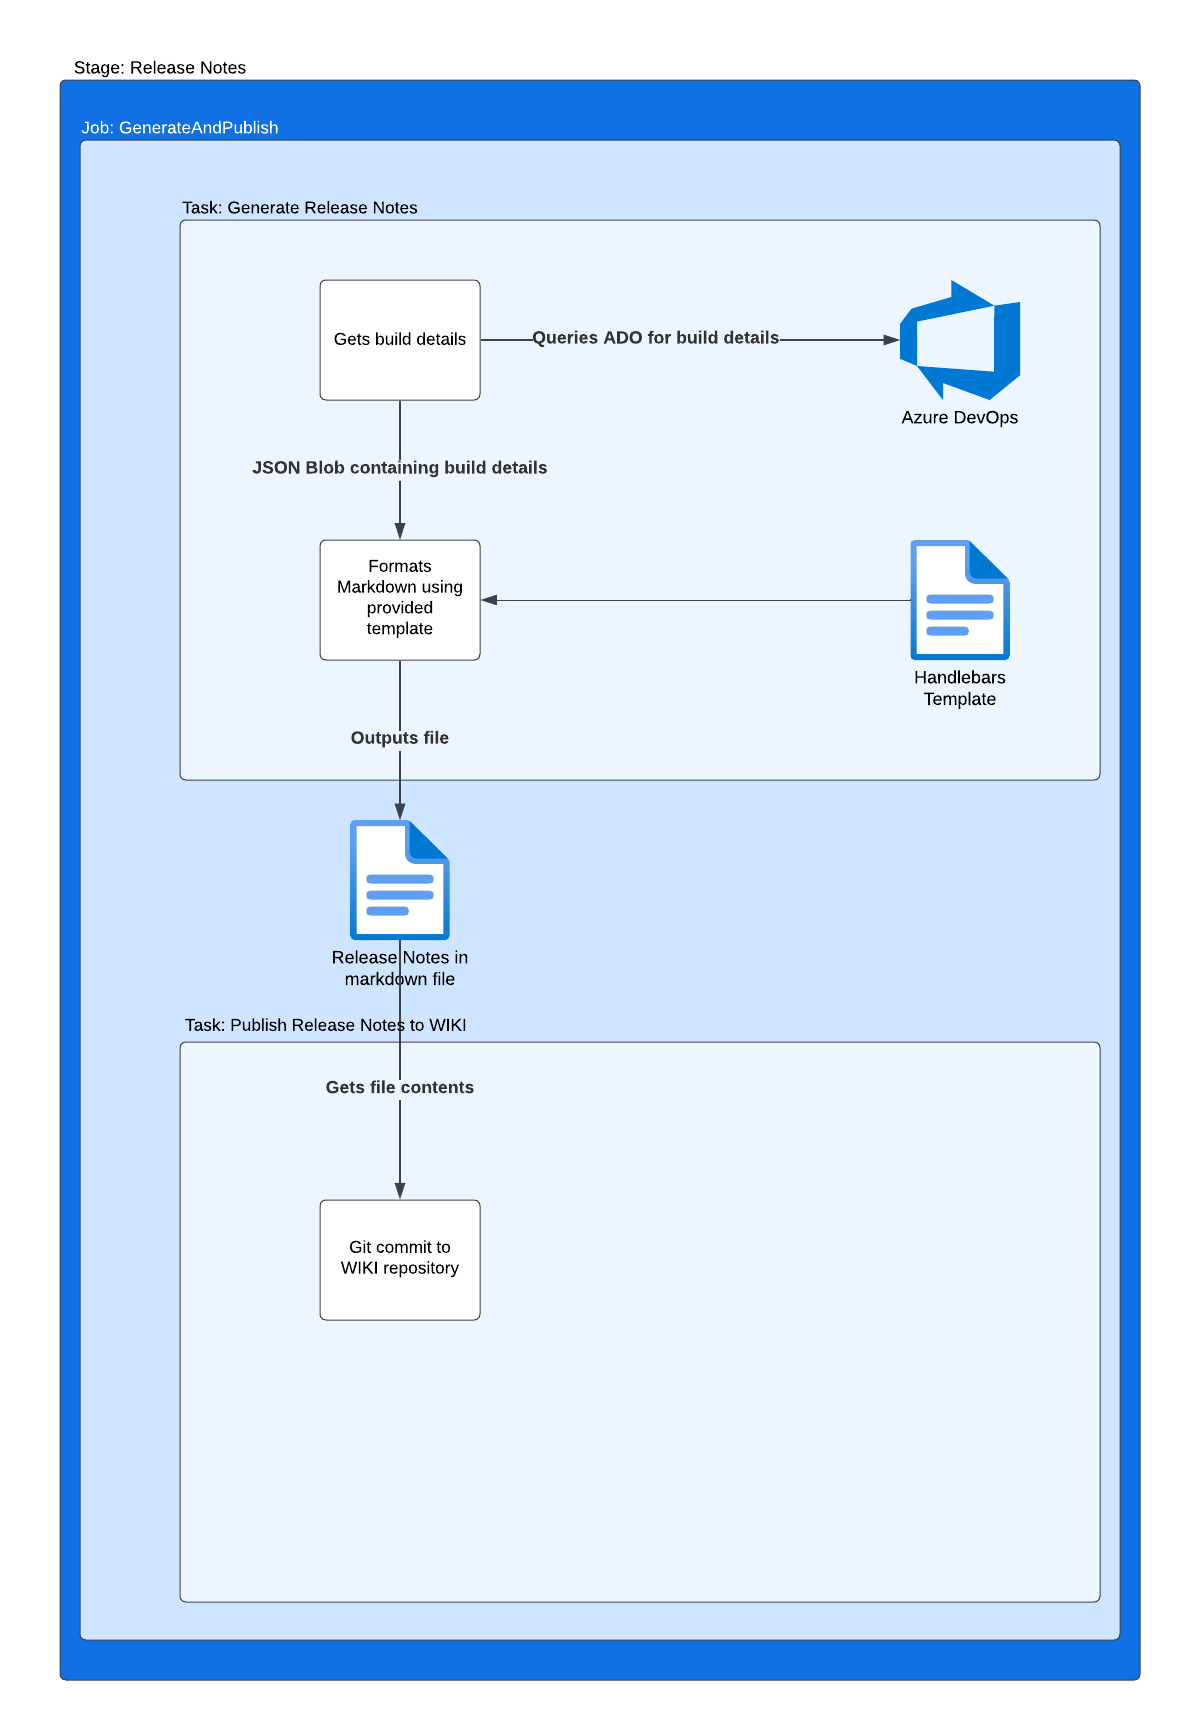 Stage: Release Notes
Job: GenerateAndPublish
Task: Generate Release Notes
Gets build details
Queries ADO for build details
Azure DevOps
JSON Blob containing build details
Formats
Markdown using
provided
template
Handlebars
Template
Outputs file
Release Notes in
markdown file
Task: Publish Release Notes to WIKI
Gets file contents
Git commit to
WIKI repository